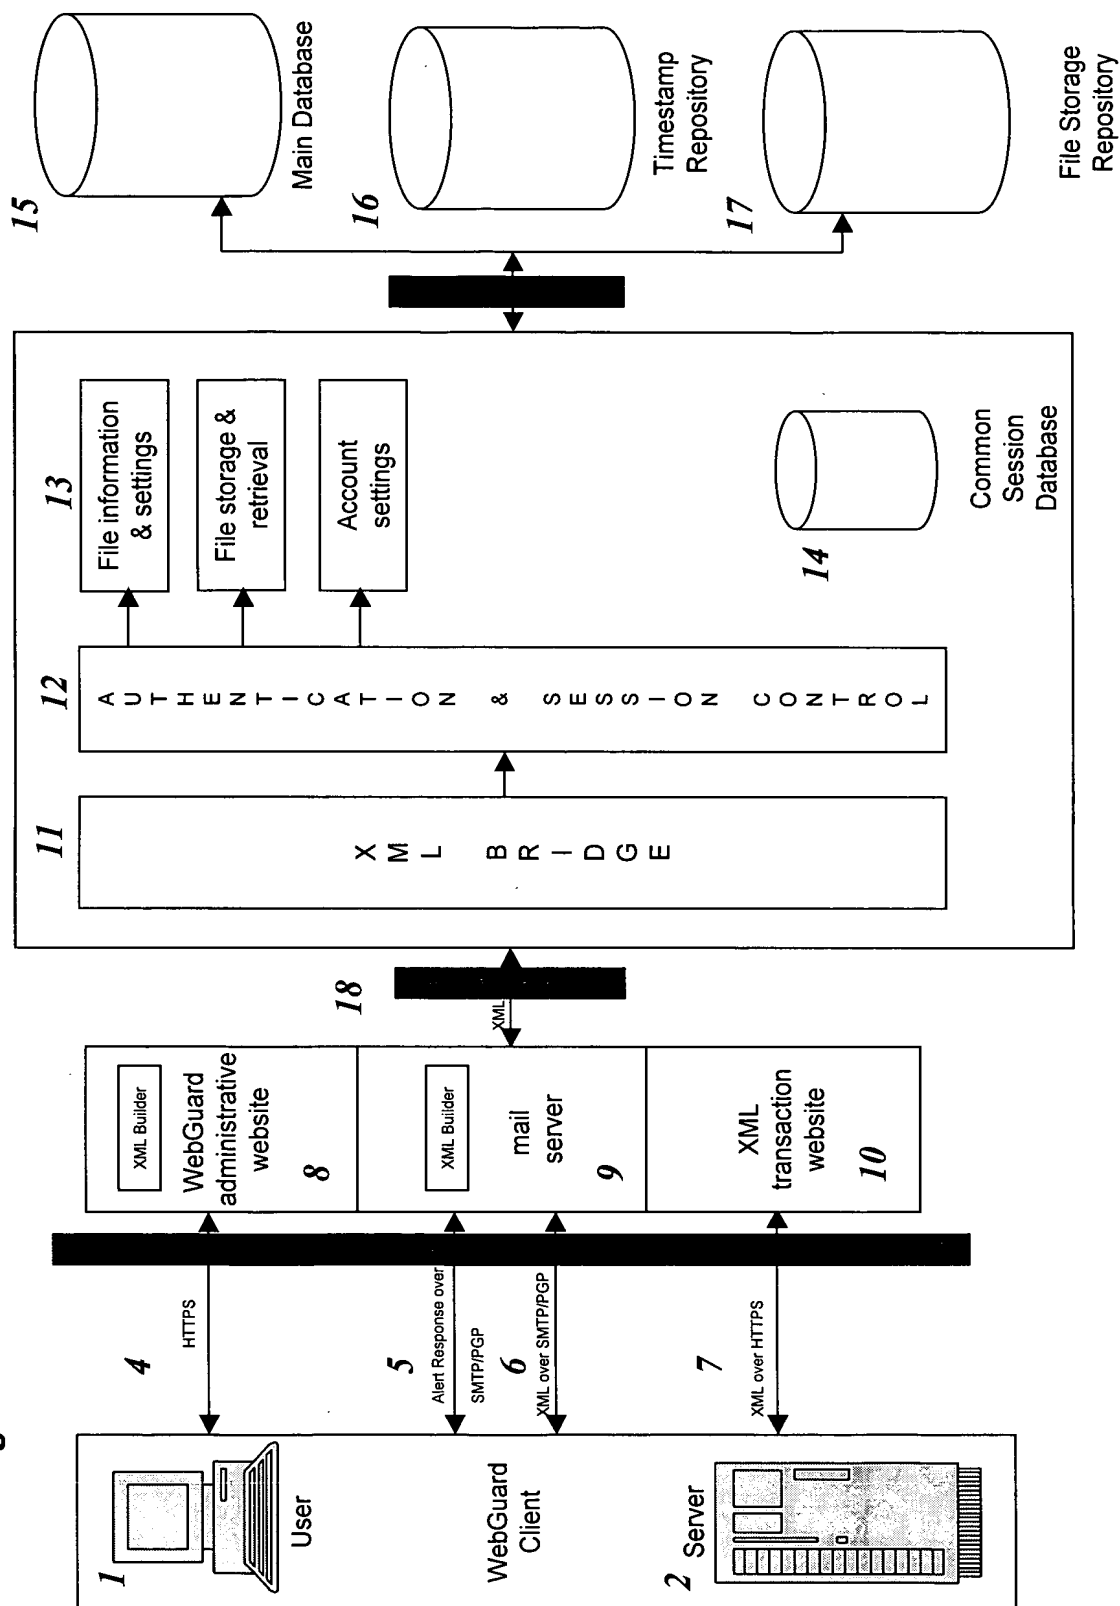 1
User
WebGuard
Client
2
Server
4
HTTPS
5
Alert Response over
SMTP/PGP
6
XML over SMTP/PGP
7
XML over HTTPS
XML Builder
WebGuard
administrative
website
8
XML Builder
mail
server
9
XML
transaction
website
10
18
XML
11
XML BRIDGE
12
AUTHENTICATION & SESSION CONTROL
13
File information
& settings
File storage &
retrieval
Account
settings
14
Common
Session
Database
15
Main Database
16
Timestamp
Repository
17
File Storage
Repository